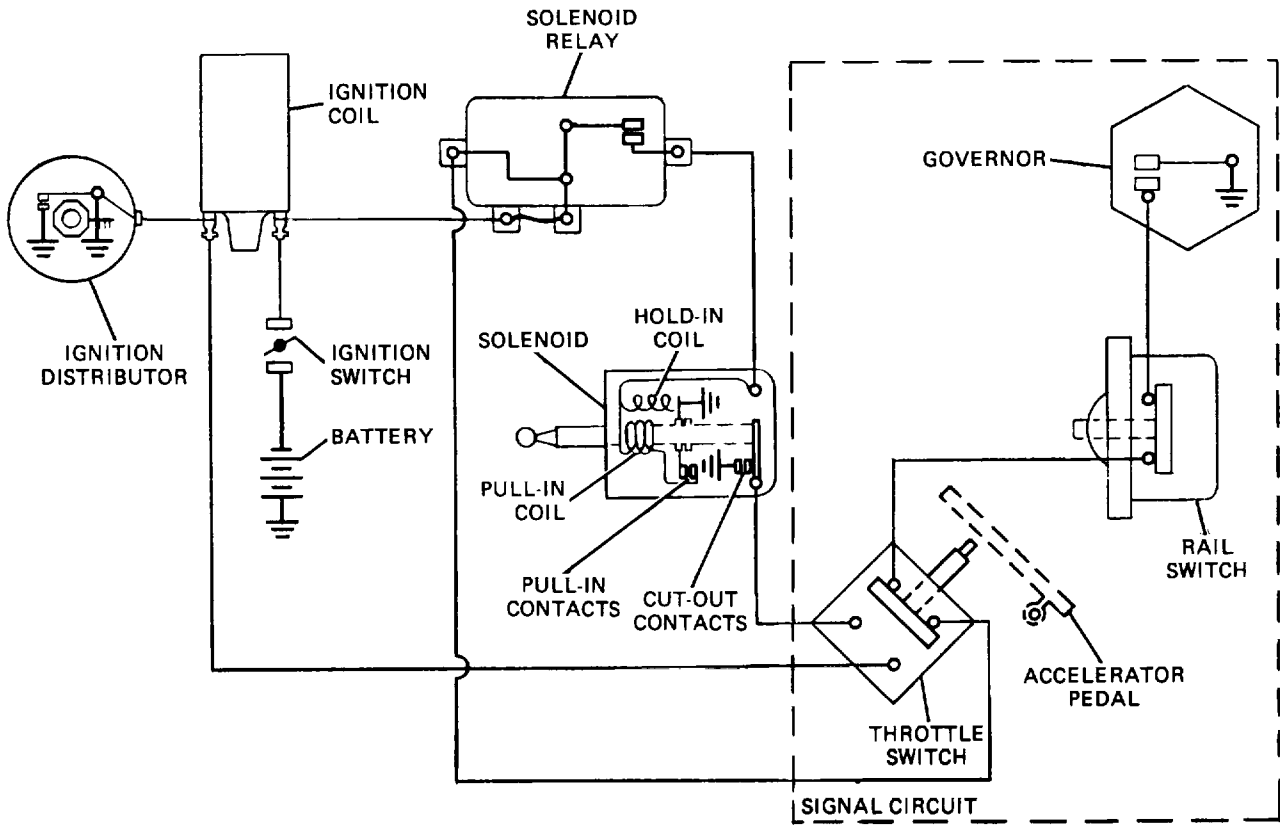 SOLENOID
RELAY
IGNITION
COIL
GOVERNOR
IGNITION
DISTRIBUTOR
IGNITION
SWITCH
BATTERY
SOLENOID
HOLD-IN
COIL
PULL-IN
COIL
PULL-IN
CONTACTS
CUT-OUT
CONTACTS
RAIL
SWITCH
ACCELERATOR
PEDAL
THROTTLE
SWITCH
SIGNAL CIRCUIT